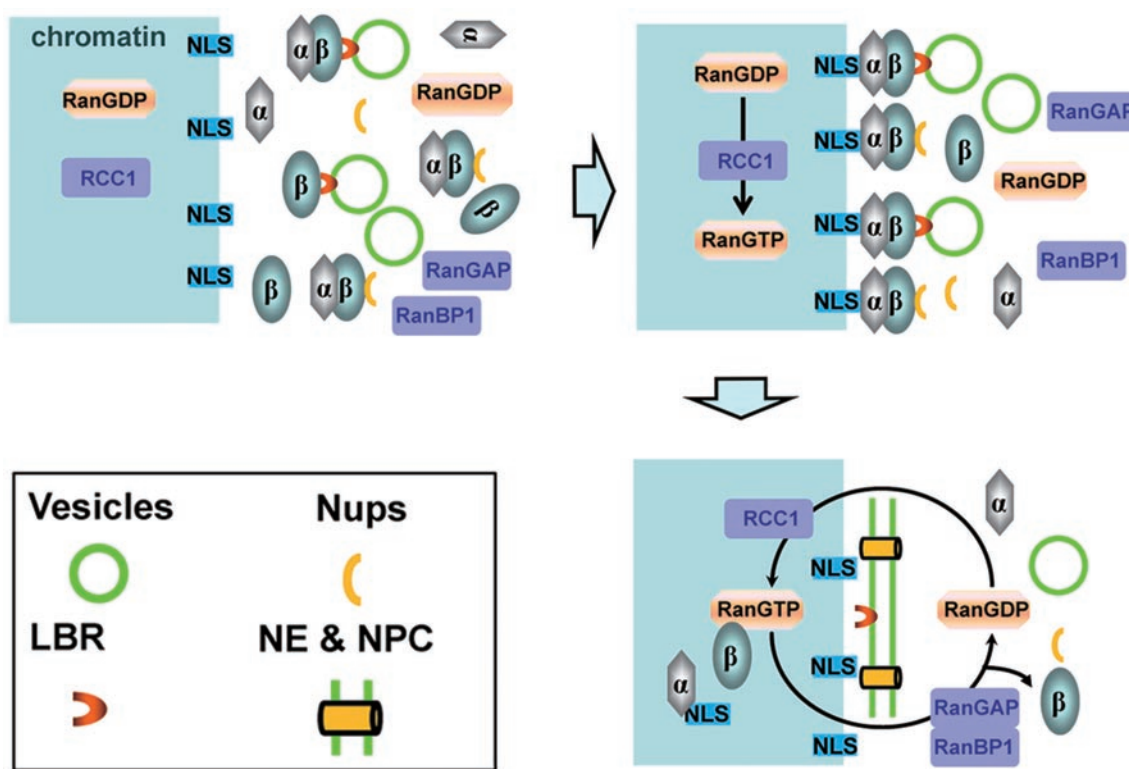 chromatin
NLS
α β
α
RanGDP
RanGDP
NLS
α
α β
RCC1
β
NLS
β
RanGAP
NLS
β
α β
RanBP1
RanGDP
NLS α β
RanGAP
RCC1
NLS α β
β
RanGDP
RanGTP
NLS α β
RanBP1
NLS α β
α
Vesicles
Nups
LBR
NE & NPC
RCC1
α
NLS
RanGTP
RanGDP
β
NLS
α
NLS
β
RanGAP
NLS
RanBP1